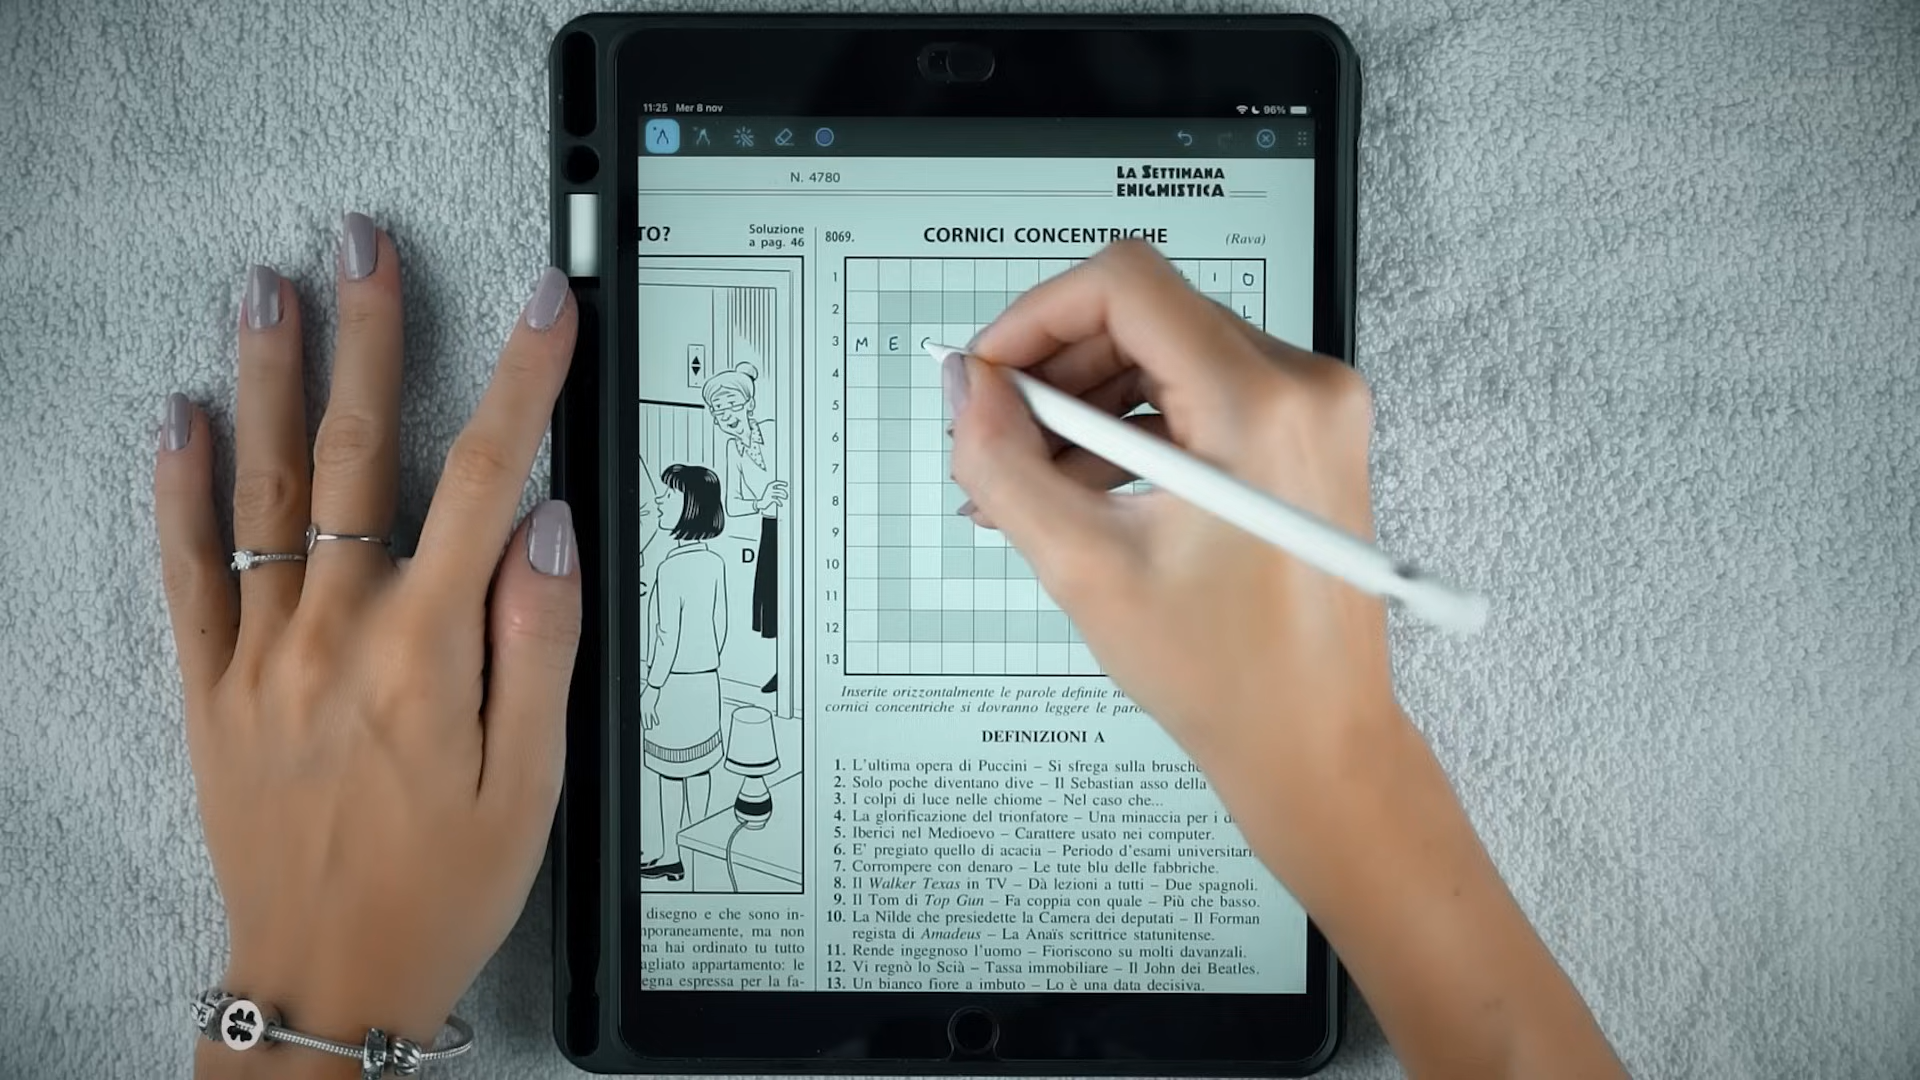 11:25 Mer 8 nov
96%
N. 4780
LA SETTIMANA
ENIGMISTICA
TO?
Soluzione
a pag. 46
8069.
CORNICI CONCENTRICHE
(Rava)
1 I O
2 L
3 M E C
4
5
6
7
8
9
10
11
12
13
D
C
Inserite orizzontalmente le parole definite
cornici concentriche si dovranno leggere le
DEFINIZIONI A
1. L'ultima opera di Puccini – Si sfrega sulla
2. Solo poche diventano dive – Il Sebastian asso della
3. I colpi di luce nelle chiome – Nel caso che...
4. La glorificazione del trionfatore – Una minaccia per i
5. Iberici nel Medioevo – Carattere usato nei computer.
6. E' pregiato quello di acacia – Periodo d'esami
7. Corrompere con denaro – Le tute blu delle fabbriche.
8. Il Walker Texas in TV – Dà lezioni a tutti – Due spagnoli.
9. Il Tom di Top Gun – Fa coppia con quale – Più che basso.
10. La Nilde che presiedette la Camera dei deputati – Il Forman
regista di Amadeus – La Anaïs scrittrice statunitense.
11. Rende ingegnoso l'uomo – Fioriscono su molti davanzali.
12. Vi regnò lo Scià – Tassa immobiliare – Il John dei Beatles.
13. Un bianco fiore a imbuto – Lo è una data decisiva.
disegno e che sono in-
poraneamente, ma non
ma hai ordinato tu tutto
agliato appartamento: le
egna espressa per la fa-